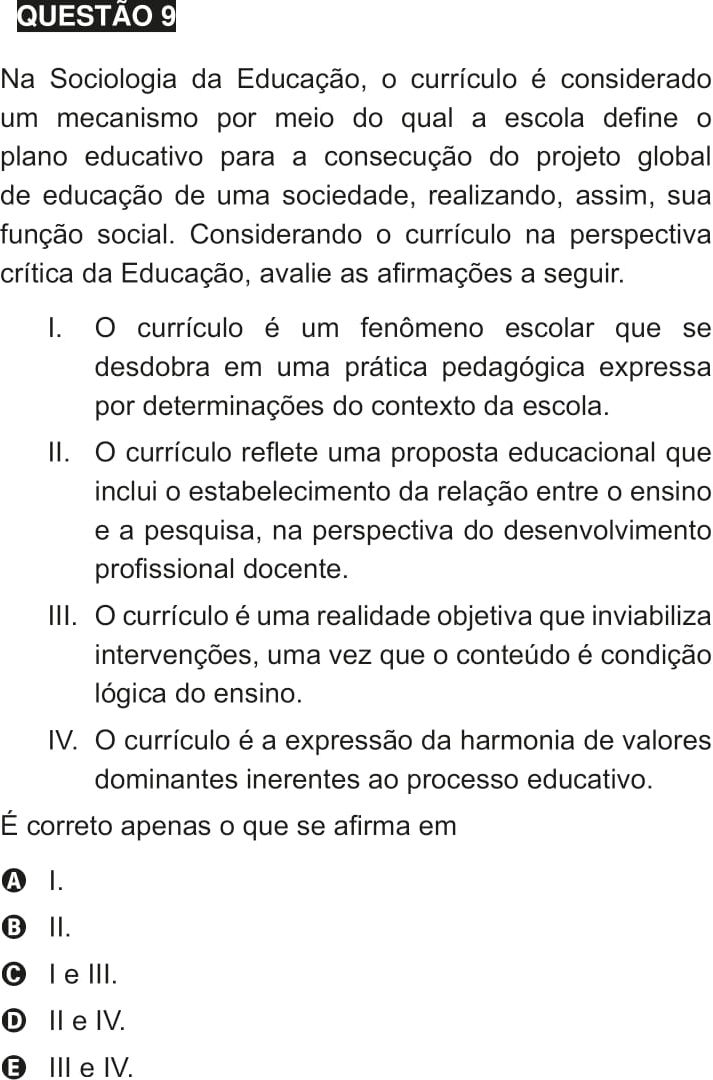 QUESTÃO 9
Na Sociologia da Educação, o currículo é considerado
um mecanismo por meio do qual a escola define o
plano educativo para a consecução do projeto global
de educação de uma sociedade, realizando, assim, sua
função social. Considerando o currículo na perspectiva
crítica da Educação, avalie as afirmações a seguir.
I. O currículo é um fenômeno escolar que se
desdobra em uma prática pedagógica expressa
por determinações do contexto da escola.
II. O currículo reflete uma proposta educacional que
inclui o estabelecimento da relação entre o ensino
e a pesquisa, na perspectiva do desenvolvimento
profissional docente.
III. O currículo é uma realidade objetiva que inviabiliza
intervenções, uma vez que o conteúdo é condição
lógica do ensino.
IV. O currículo é a expressão da harmonia de valores
dominantes inerentes ao processo educativo.
É correto apenas o que se afirma em
A I.
B II.
C I e III.
D II e IV.
E III e IV.